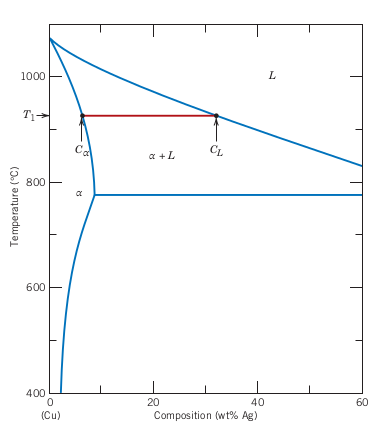 1000
L
T1
Cα
α + L
CL
800
α
Temperature (°C)
600
400
0 20 40 60
(Cu) Composition (wt% Ag)